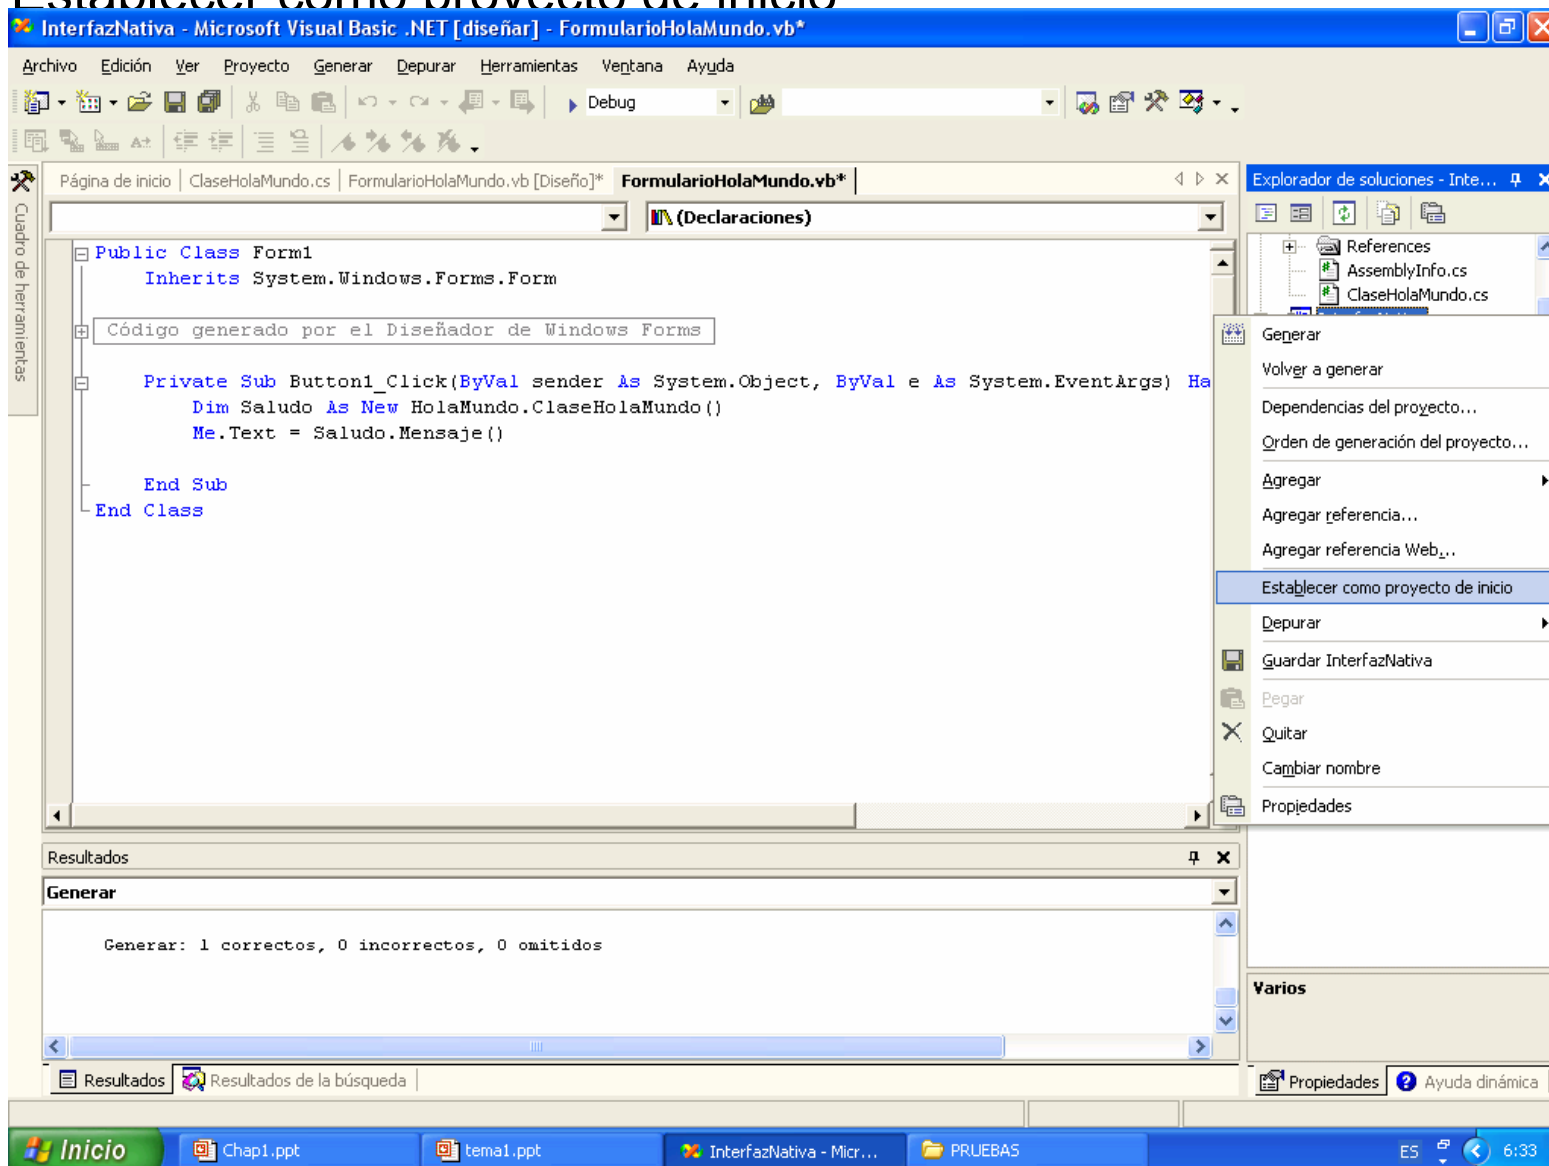 Establecer como proyecto de inicio
InterfazNativa - Microsoft Visual Basic .NET [diseñar] - FormularioHolaMundo.vb*
Archivo Edición Ver Proyecto Generar Depurar Herramientas Ventana Ayuda
Debug
Página de inicio ClaseHolaMundo.cs FormularioHolaMundo.vb [Diseño]* FormularioHolaMundo.vb*
(Declaraciones)
Cuadro de herramientas
Public Class Form1
Inherits System.Windows.Forms.Form
Código generado por el Diseñador de Windows Forms
Private Sub Button1_Click(ByVal sender As System.Object, ByVal e As System.EventArgs) Ha
Dim Saludo As New HolaMundo.ClaseHolaMundo()
Me.Text = Saludo.Mensaje()
End Sub
End Class
Explorador de soluciones - Inte...
References
AssemblyInfo.cs
ClaseHolaMundo.cs
Generar
Volver a generar
Dependencias del proyecto...
Orden de generación del proyecto...
Agregar
Agregar referencia...
Agregar referencia Web...
Establecer como proyecto de inicio
Depurar
Guardar InterfazNativa
Pegar
Quitar
Cambiar nombre
Propiedades
Resultados
Generar
Generar: 1 correctos, 0 incorrectos, 0 omitidos
Resultados Resultados de la búsqueda
Varios
Propiedades Ayuda dinámica
Inicio Chap1.ppt tema1.ppt InterfazNativa - Micr... PRUEBAS ES 6:33